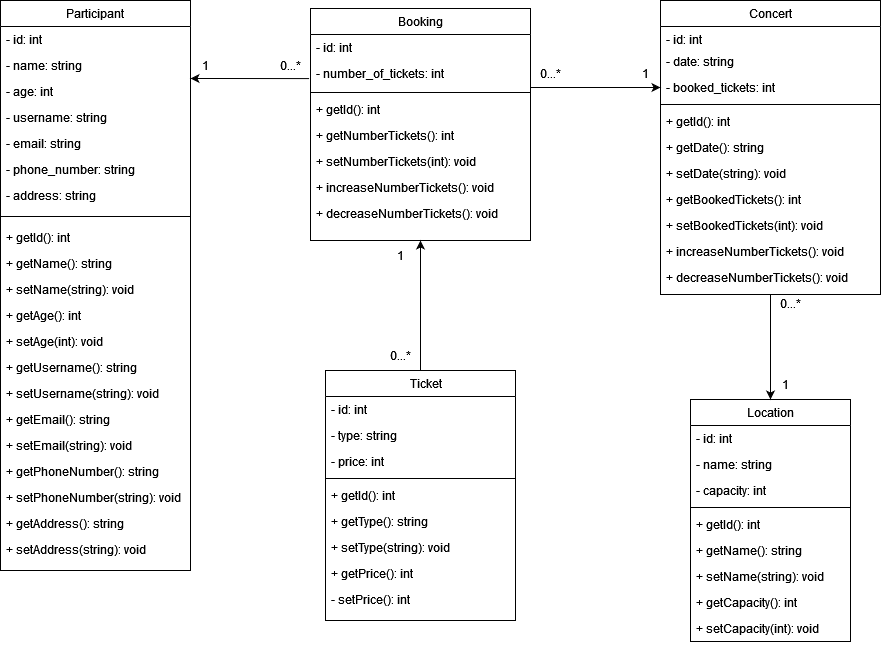 Participant
- id: int
- name: string
- age: int
- username: string
- email: string
- phone_number: string
- address: string
+ getId(): int
+ getName(): string
+ setName(string): void
+ getAge(): int
+ setAge(int): void
+ getUsername(): string
+ setUsername(string): void
+ getEmail(): string
+ setEmail(string): void
+ getPhoneNumber(): string
+ setPhoneNumber(string): void
+ getAddress(): string
+ setAddress(string): void
1
0...*
Booking
- id: int
- number_of_tickets: int
+ getId(): int
+ getNumberTickets(): int
+ setNumberTickets(int): void
+ increaseNumberTickets(): void
+ decreaseNumberTickets(): void
0...*
1
Concert
- id: int
- date: string
- booked_tickets: int
+ getId(): int
+ getDate(): string
+ setDate(string): void
+ getBookedTickets(): int
+ setBookedTickets(int): void
+ increaseNumberTickets(): void
+ decreaseNumberTickets(): void
1
0...*
Ticket
- id: int
- type: string
- price: int
+ getId(): int
+ getType(): string
+ setType(string): void
+ getPrice(): int
- setPrice(): int
0...*
1
Location
- id: int
- name: string
- capacity: int
+ getId(): int
+ getName(): string
+ setName(string): void
+ getCapacity(): int
+ setCapacity(int): void